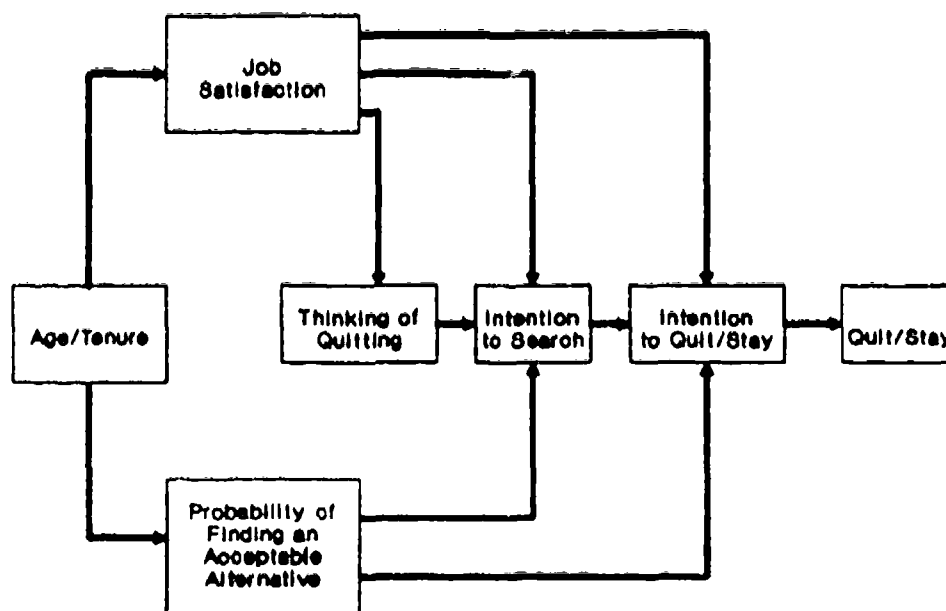 Job
Satisfaction
Age/Tenure
Thinking of
Quitting
Intention
to Search
Intention
to Quit/Stay
Quit/Stay
Probability of
Finding an
Acceptable
Alternative